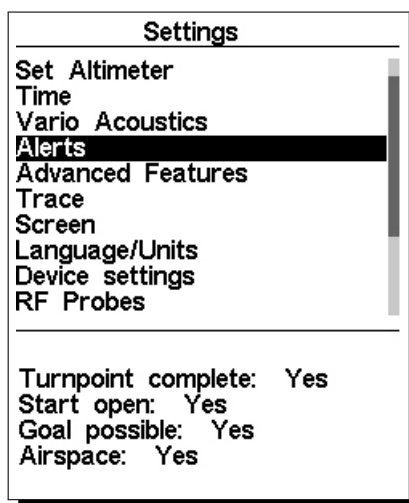 Settings
Set Altimeter
Time
Vario Acoustics
Alerts
Advanced Features
Trace
Screen
Language/Units
Device settings
RF Probes
Turnpoint complete: Yes
Start open: Yes
Goal possible: Yes
Airspace: Yes